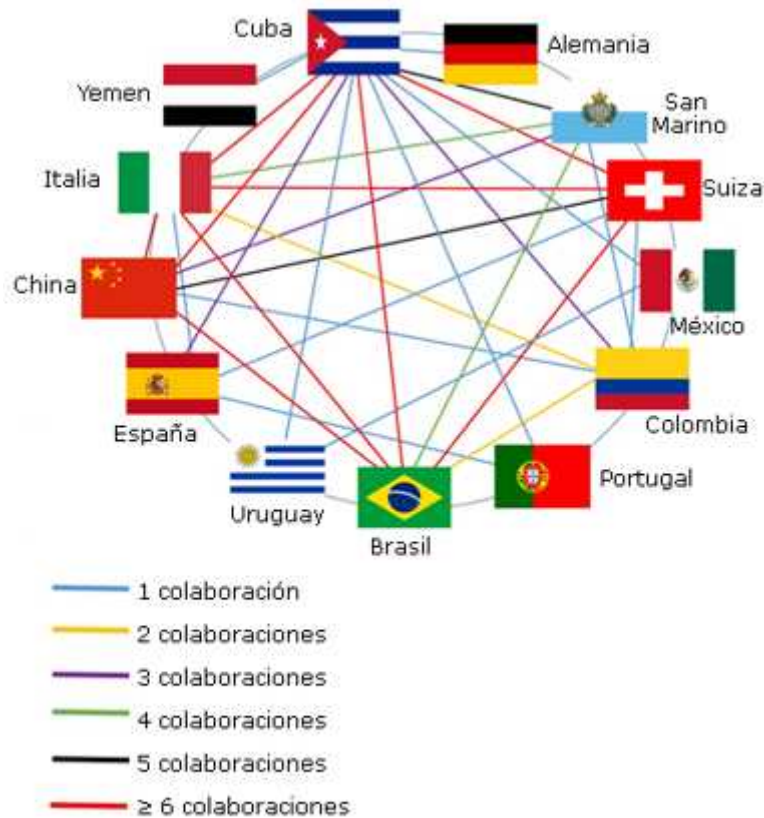 Cuba
Alemania
Yemen
San
Marino
Italia
Suiza
China
México
España
Colombia
Uruguay
Portugal
Brasil
1 colaboración
2 colaboraciones
3 colaboraciones
4 colaboraciones
5 colaboraciones
≥ 6 colaboraciones